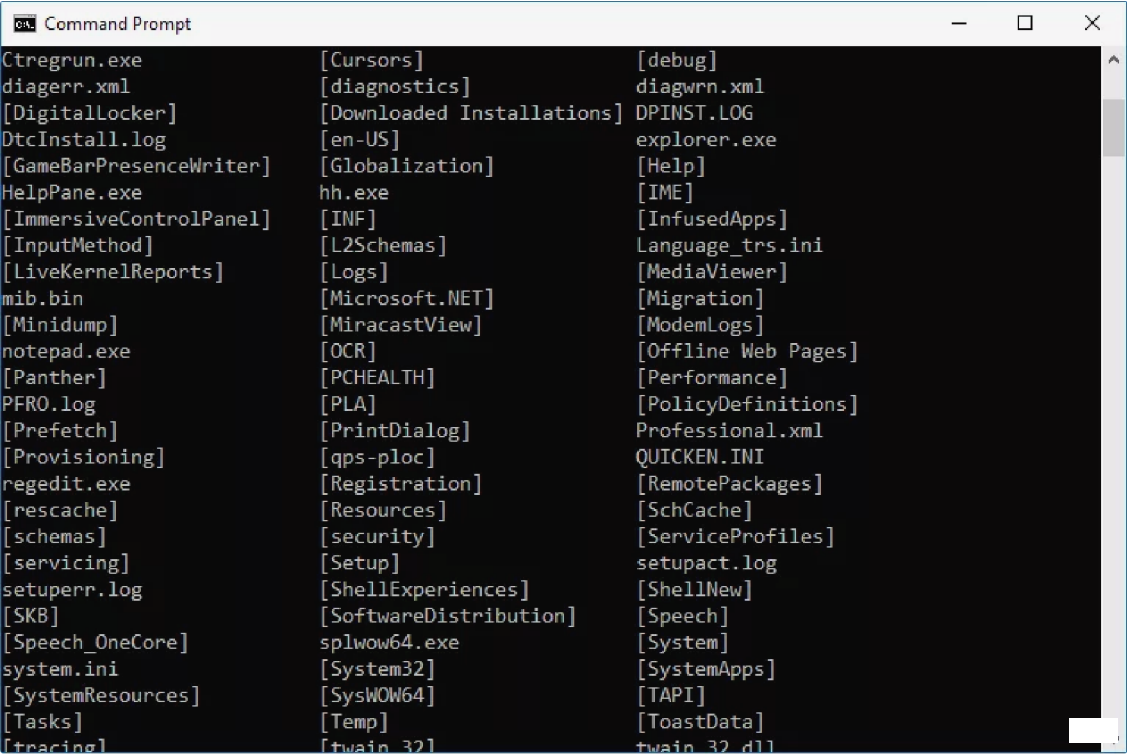 Command Prompt
Ctregrun.exe [Cursors] [debug]
diagerr.xml [diagnostics] diagwrn.xml
[DigitalLocker] [Downloaded Installations] DPINST.LOG
DtcInstall.log [en-US] explorer.exe
[GameBarPresenceWriter] [Globalization] [Help]
HelpPane.exe hh.exe [IME]
[ImmersiveControlPanel] [INF] [InfusedApps]
[InputMethod] [L2Schemas] Language_trs.ini
[LiveKernelReports] [Logs] [MediaViewer]
mib.bin [Microsoft.NET] [Migration]
[Minidump] [MiracastView] [ModemLogs]
notepad.exe [OCR] [Offline Web Pages]
[Panther] [PCHEALTH] [Performance]
PFRO.log [PLA] [PolicyDefinitions]
[Prefetch] [PrintDialog] Professional.xml
[Provisioning] [qps-ploc] QUICKEN.INI
regedit.exe [Registration] [RemotePackages]
[rescache] [Resources] [SchCache]
[schemas] [security] [ServiceProfiles]
[servicing] [Setup] setupact.log
setuperr.log [ShellExperiences] [ShellNew]
[SKB] [SoftwareDistribution] [Speech]
[Speech_OneCore] splwow64.exe [System]
system.ini [System32] [SystemApps]
[SystemResources] [SysWOW64] [TAPI]
[Tasks] [Temp] [ToastData]
[tracing] [twain_32] twain_32.dll